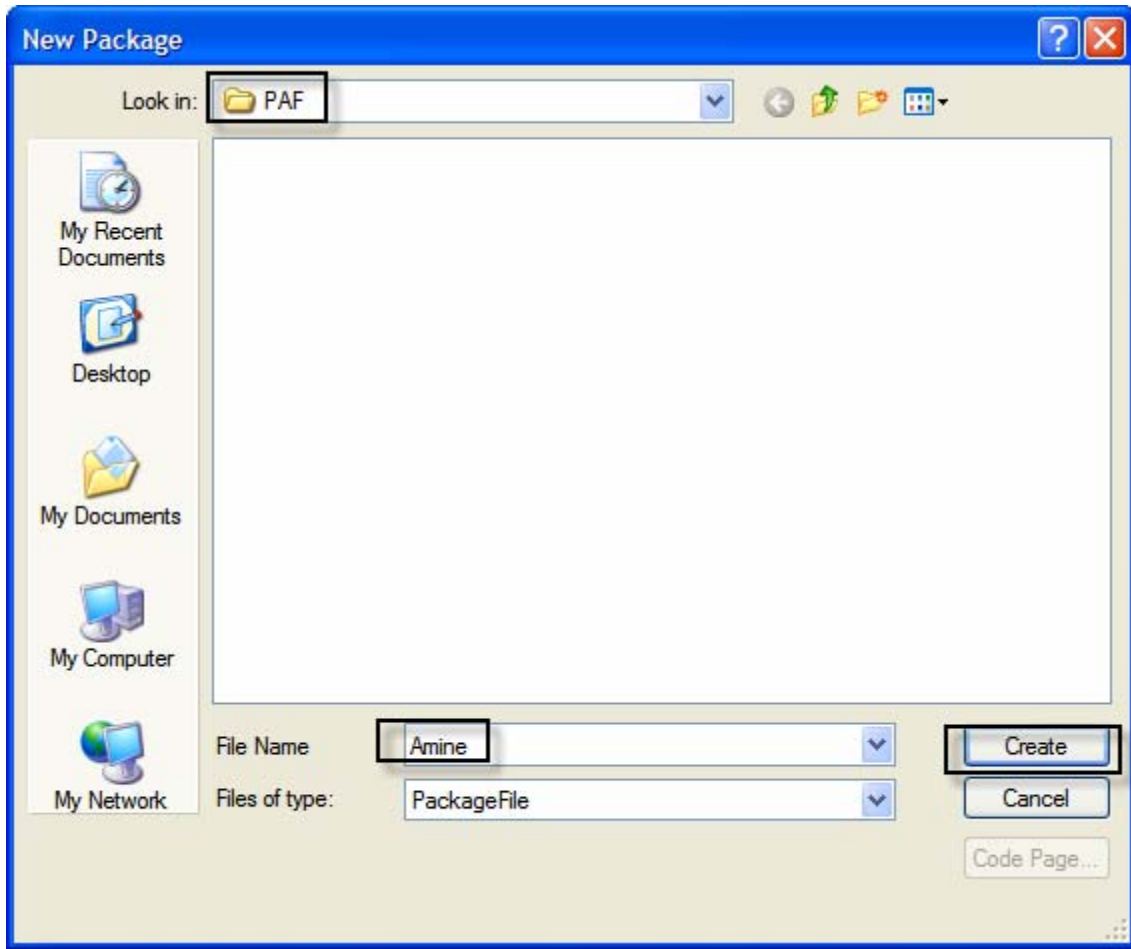 New Package
Look in:
PAF
My Recent
Documents
Desktop
My Documents
My Computer
My Network
File Name
Amine
Create
Files of type:
PackageFile
Cancel
Code Page...